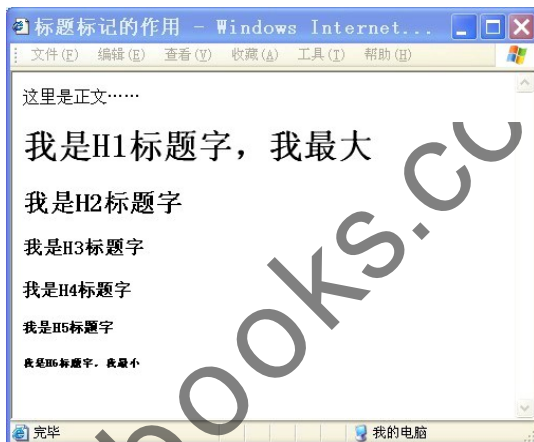 标题标记的作用 - Windows Internet...
文件(F) 编辑(E) 查看(V) 收藏(A) 工具(T) 帮助(H)
这里是正文……
我是H1标题字，我最大
我是H2标题字
我是H3标题字
我是H4标题字
我是H5标题字
我是H6标题字，我最小
ooks.co
完毕 我的电脑